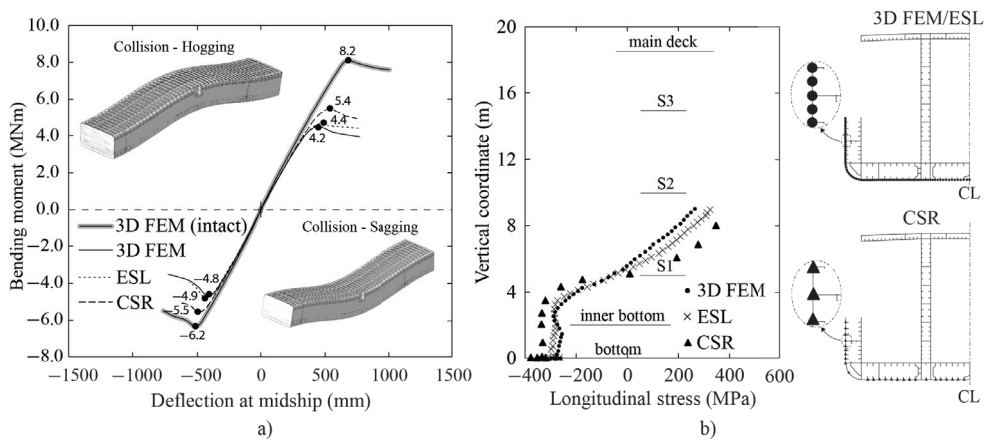 a)
10.0
8.0
6.0
4.0
2.0
0.0
−2.0
−4.0
−6.0
−8.0
Bending moment (MNm)
Collision - Hogging
8.2
5.4
4.4
4.2
3D FEM (intact)
3D FEM
ESL
CSR
Collision - Sagging
−4.8
−4.9
−5.5
−6.2
−1500
−1000
−500
0
500
1000
1500
Deflection at midship (mm)
a)
b)
20
16
12
8
4
0
Vertical coordinate (m)
main deck
S3
S2
S1
inner bottom
bottom
3D FEM
ESL
CSR
−400
−200
0
200
400
600
Longitudinal stress (MPa)
b)
3D FEM/ESL
CL
CSR
CL